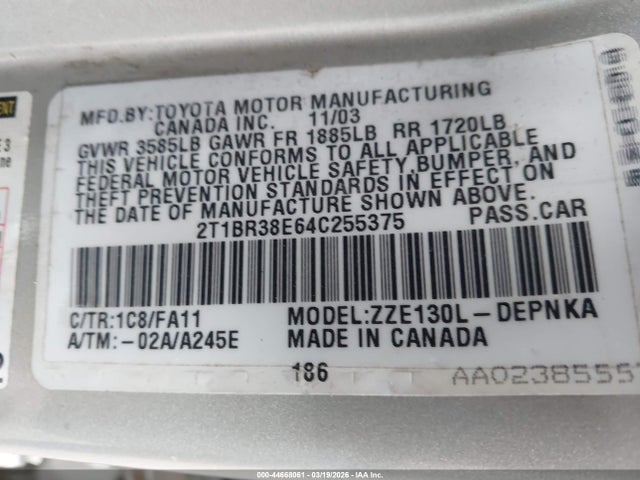 MFD.BY:TOYOTA MOTOR MANUFACTURING
CANADA INC. 11/03
GVWR 3585LB GAWR FR 1885LB RR 1720LB
THIS VEHICLE CONFORMS TO ALL APPLICABLE
FEDERAL MOTOR VEHICLE SAFETY,BUMPER, AND
THEFT PREVENTION STANDARDS IN EFFECT ON
THE DATE OF MANUFACTURE SHOWN ABOVE.
2T1BR38E64C255375 PASS.CAR
C/TR:1C8/FA11 MODEL:ZZE130L-DEPNKA
A/TM:-02A/A245E MADE IN CANADA
186 AA0238555
000-44668061 - 03/19/2026 - IAA Inc.